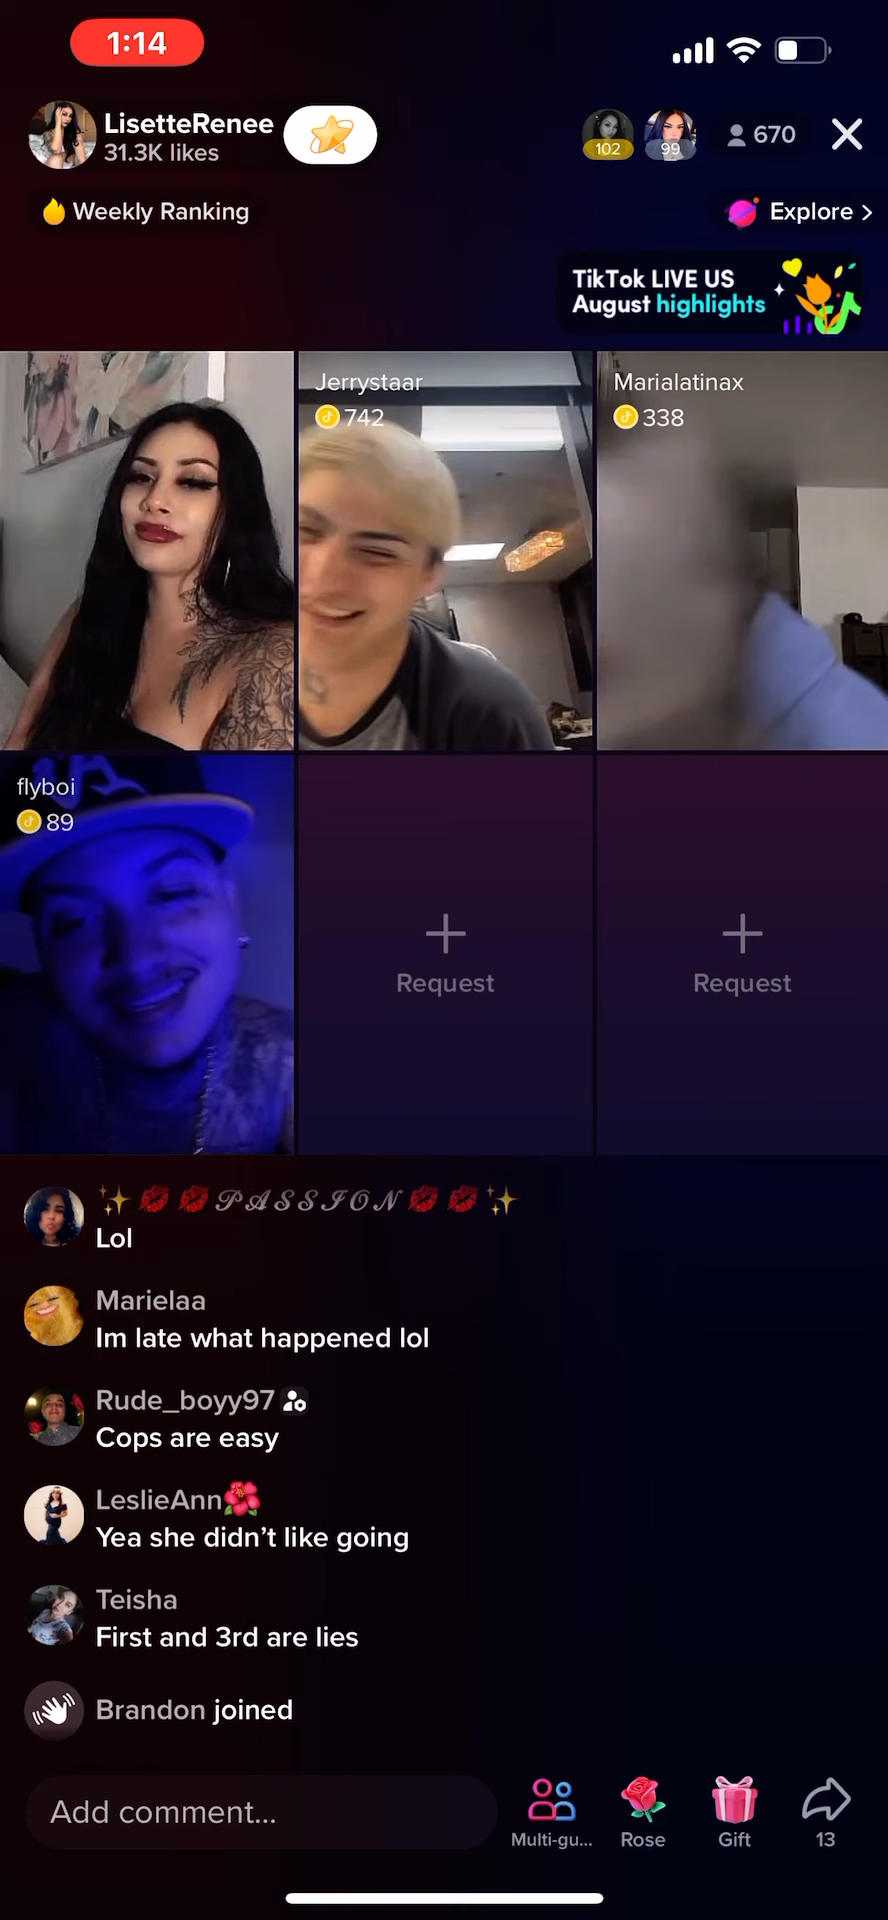 1:14
LisetteRenee
31.3K likes
102
99
670
Weekly Ranking
Explore >
TikTok LIVE US
August highlights
Jerrystaar
742
Marialatinax
338
flyboi
89
+
Request
+
Request
✨💋💋𝒫𝒜𝒮𝒮ℐ𝒪𝒩💋💋✨
Lol
Marielaa
Im late what happened lol
Rude_boyy97
Cops are easy
LeslieAnn🌺
Yea she didn’t like going
Teisha
First and 3rd are lies
Brandon joined
Add comment...
Multi-gu...
Rose
Gift
13